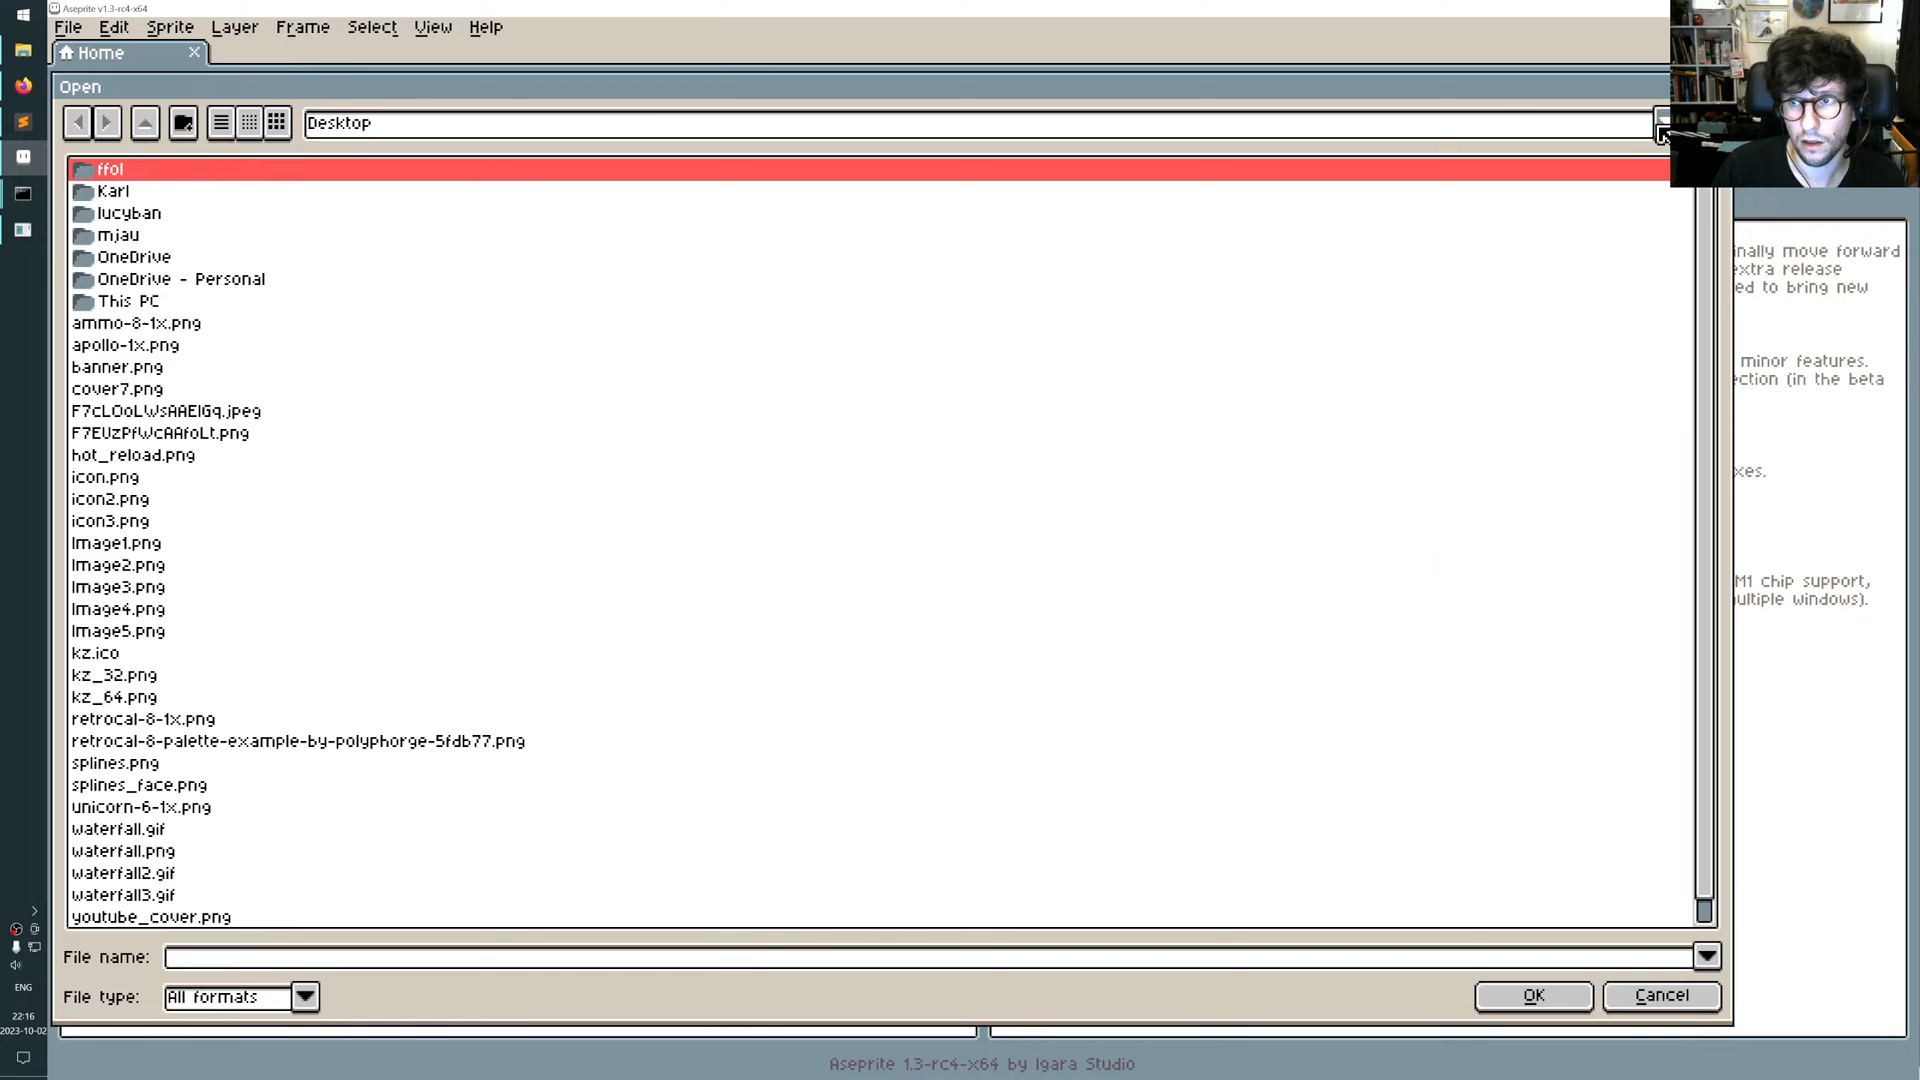 Aseprite v1.3-rc4-x64
File Edit Sprite Layer Frame Select View Help
Home
Open
Desktop
ffol
Karl
lucyban
mjau
OneDrive
OneDrive - Personal
This PC
ammo-8-1x.png
apollo-1x.png
banner.png
cover7.png
F7cLOoLWsAAElGq.jpeg
F7EUzPfWcAAfoLt.png
hot_reload.png
icon.png
icon2.png
icon3.png
Image1.png
Image2.png
Image3.png
Image4.png
Image5.png
kz.ico
kz_32.png
kz_64.png
retrocal-8-1x.png
retrocal-8-palette-example-by-polyphorge-5fdb77.png
splines.png
splines_face.png
unicorn-6-1x.png
waterfall.gif
waterfall.png
waterfall2.gif
waterfall3.gif
youtube_cover.png
inally move forward
extra release
ed to bring new
minor features.
ection (in the beta
xes.
M1 chip support,
ultiple windows).
File name:
File type: All formats
OK Cancel
Aseprite 1.3-rc4-x64 by Igara Studio
ENG
22:16
2023-10-02